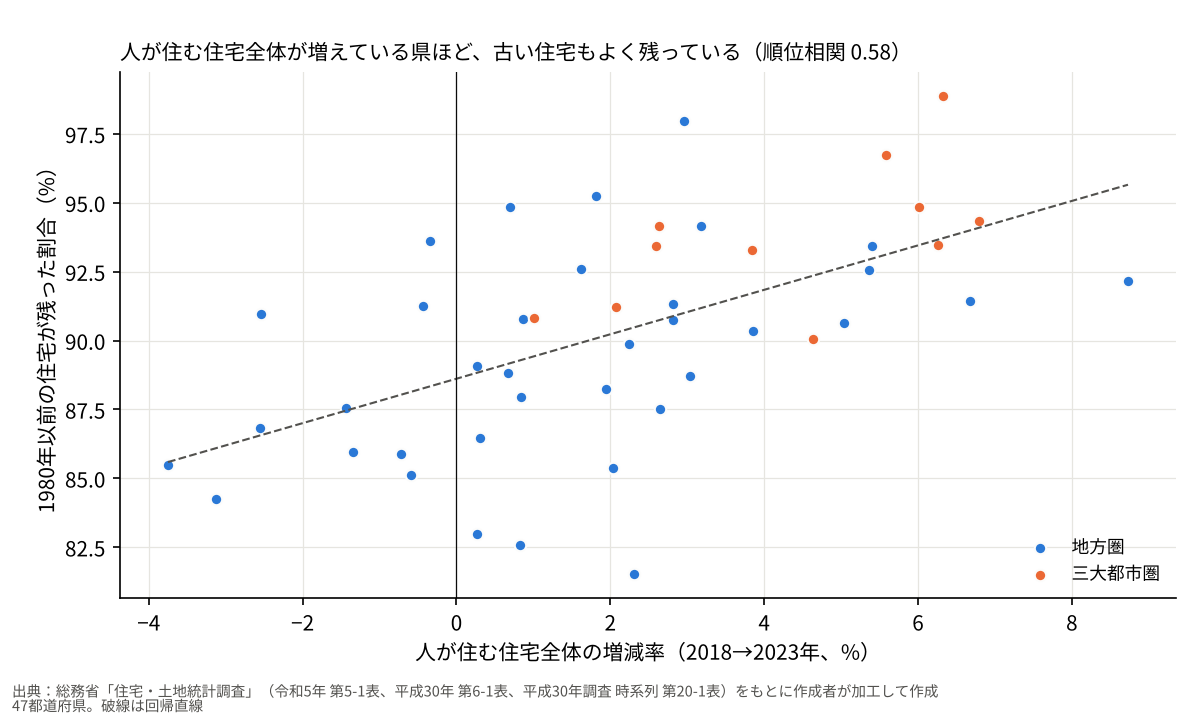 人が住む住宅全体が増えている県ほど、古い住宅もよく残っている（順位相関 0.58）
1980年以前の住宅が残った割合（%）
97.5
95.0
92.5
90.0
87.5
85.0
82.5
地方圏
三大都市圏
−4
−2
0
2
4
6
8
人が住む住宅全体の増減率（2018→2023年、%）
出典：総務省「住宅・土地統計調査」（令和5年 第5-1表、平成30年 第6-1表、平成30年調査 時系列 第20-1表）をもとに作成者が加工して作成
47都道府県。破線は回帰直線